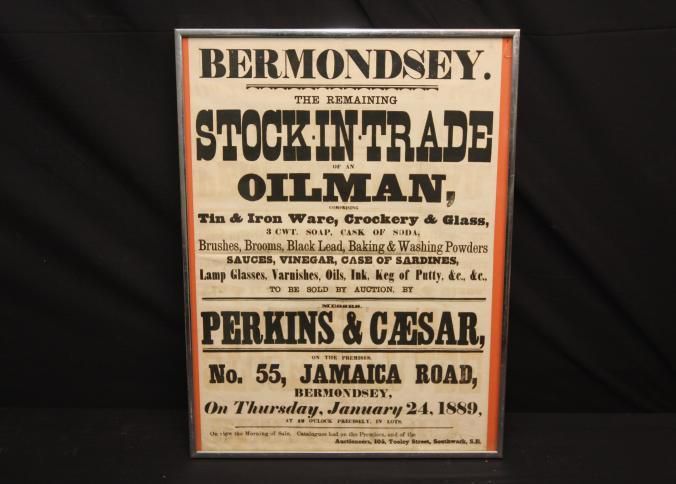 BERMONDSEY.
THE REMAINING
STOCK-IN-TRADE
OF AN
OILMAN,
COMPRISING
Tin & Iron Ware, Crockery & Glass,
3 CWT. SOAP, CASK OF SODA,
Brushes, Brooms, Black Lead, Baking & Washing Powders
SAUCES, VINEGAR, CASE OF SARDINES,
Lamp Glasses, Varnishes, Oils, Ink, Keg of Putty, &c., &c.,
TO BE SOLD BY AUCTION, BY
MESSRS.
PERKINS & CÆSAR,
ON THE PREMISES,
No. 55, JAMAICA ROAD,
BERMONDSEY,
On Thursday, January 24, 1889,
AT O'CLOCK PRECISELY, IN LOTS.
On view the Morning of Sale. Catalogues had on the Premises, and of the
Auctioneers, 105, Tooley Street, Southwark, S.E.